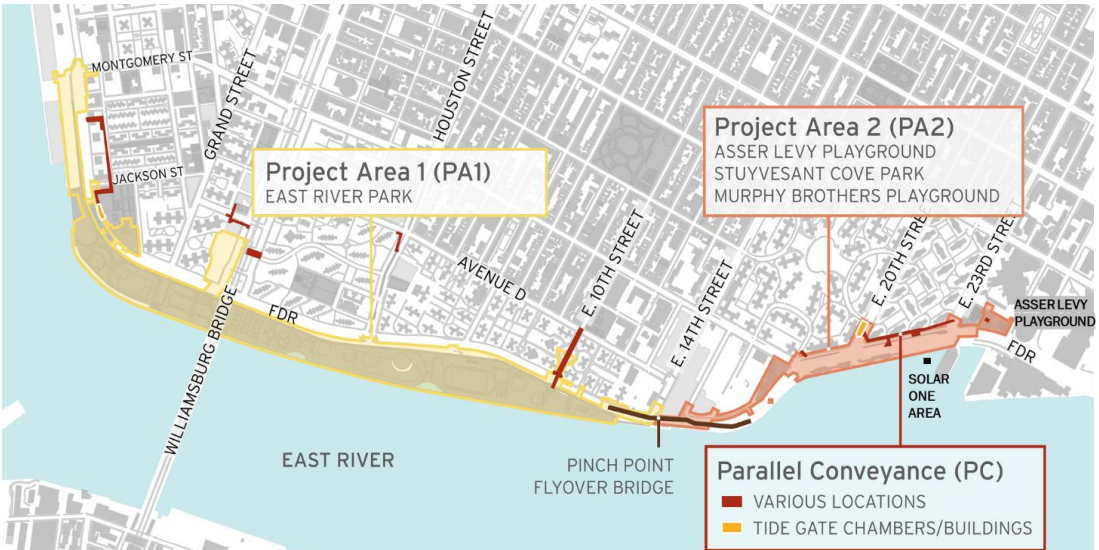 MONTGOMERY ST
GRAND STREET
HOUSTON STREET
JACKSON ST
Project Area 1 (PA1)
EAST RIVER PARK
Project Area 2 (PA2)
ASSER LEVY PLAYGROUND
STUYVESANT COVE PARK
MURPHY BROTHERS PLAYGROUND
AVENUE D
E. 10TH STREET
E. 14TH STREET
E. 20TH STREET
E. 23RD STREET
ASSER LEVY
PLAYGROUND
FDR
FDR
SOLAR
ONE
AREA
WILLIAMSBURG BRIDGE
EAST RIVER
PINCH POINT
FLYOVER BRIDGE
Parallel Conveyance (PC)
VARIOUS LOCATIONS
TIDE GATE CHAMBERS/BUILDINGS